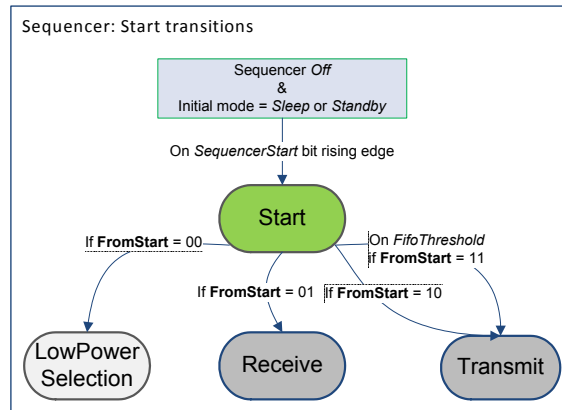 Sequencer: Start transitions
Sequencer Off
&
Initial mode = Sleep or Standby
On SequencerStart bit rising edge
Start
If FromStart = 00
On FifoThreshold
if FromStart = 11
If FromStart = 01
If FromStart = 10
LowPower
Selection
Receive
Transmit